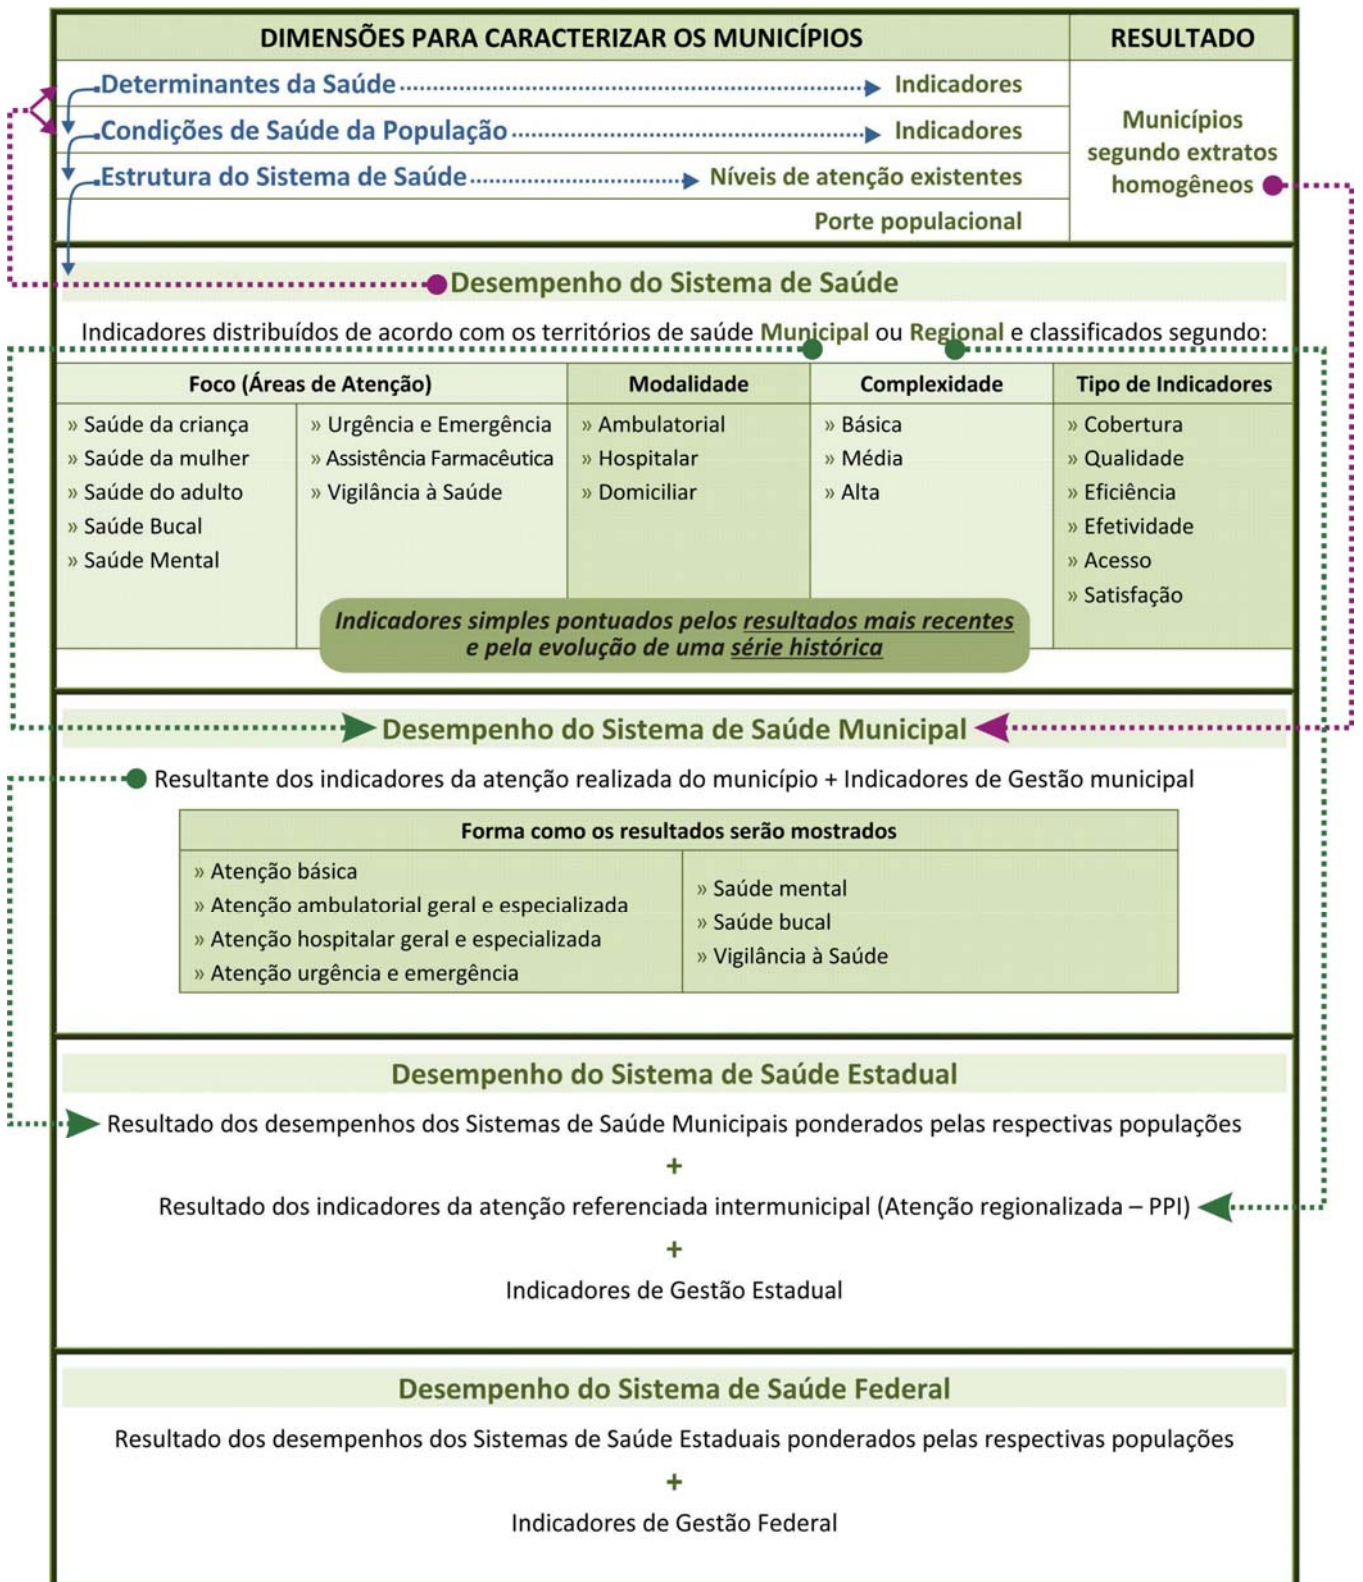 DIMENSÕES PARA CARACTERIZAR OS MUNICÍPIOS
RESULTADO
Determinantes da Saúde
Indicadores
Condições de Saúde da População
Indicadores
Estrutura do Sistema de Saúde
Níveis de atenção existentes
Porte populacional
Municípios
segundo extratos
homogêneos
Desempenho do Sistema de Saúde
Indicadores distribuídos de acordo com os territórios de saúde Municipal ou Regional e classificados segundo:
Foco (Áreas de Atenção)
» Saúde da criança
» Saúde da mulher
» Saúde do adulto
» Saúde Bucal
» Saúde Mental
» Urgência e Emergência
» Assistência Farmacêutica
» Vigilância à Saúde
Modalidade
» Ambulatorial
» Hospitalar
» Domiciliar
Complexidade
» Básica
» Média
» Alta
Tipo de Indicadores
» Cobertura
» Qualidade
» Eficiência
» Efetividade
» Acesso
» Satisfação
Indicadores simples pontuados pelos resultados mais recentes
e pela evolução de uma série histórica
Desempenho do Sistema de Saúde Municipal
Resultante dos indicadores da atenção realizada do município + Indicadores de Gestão municipal
Forma como os resultados serão mostrados
» Atenção básica
» Atenção ambulatorial geral e especializada
» Atenção hospitalar geral e especializada
» Atenção urgência e emergência
» Saúde mental
» Saúde bucal
» Vigilância à Saúde
Desempenho do Sistema de Saúde Estadual
Resultado dos desempenhos dos Sistemas de Saúde Municipais ponderados pelas respectivas populações
+
Resultado dos indicadores da atenção referenciada intermunicipal (Atenção regionalizada – PPI)
+
Indicadores de Gestão Estadual
Desempenho do Sistema de Saúde Federal
Resultado dos desempenhos dos Sistemas de Saúde Estaduais ponderados pelas respectivas populações
+
Indicadores de Gestão Federal